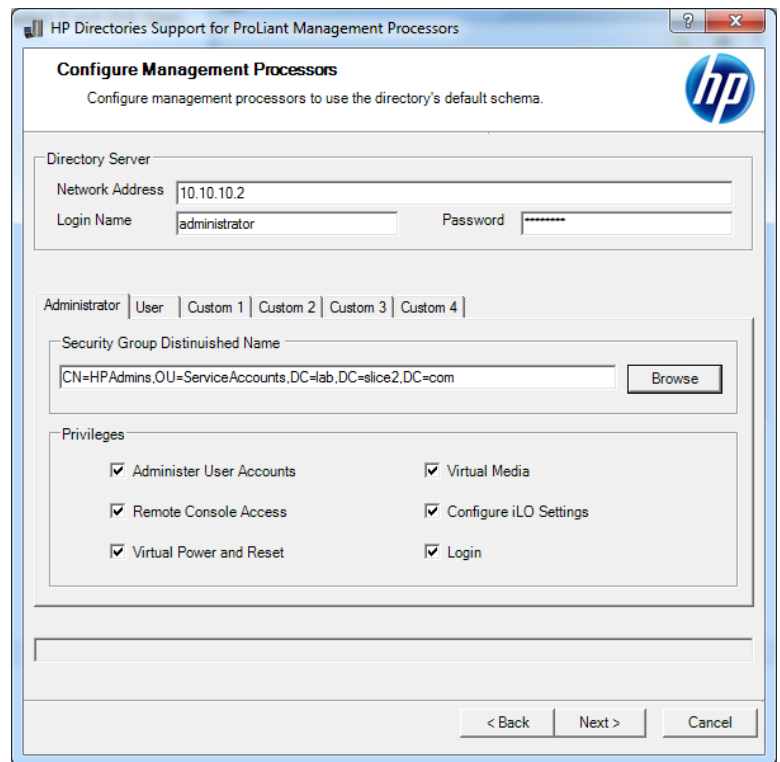 HP Directories Support for ProLiant Management Processors
?
X
Configure Management Processors
Configure management processors to use the directory's default schema.
hp
Directory Server
Network Address 10.10.10.2
Login Name administrator Password ********
Administrator User Custom 1 Custom 2 Custom 3 Custom 4
Security Group Distinuished Name
CN=HPAdmins,OU=ServiceAccounts,DC=lab,DC=slice2,DC=com Browse
Privileges
Administer User Accounts Virtual Media
Remote Console Access Configure iLO Settings
Virtual Power and Reset Login
< Back Next > Cancel